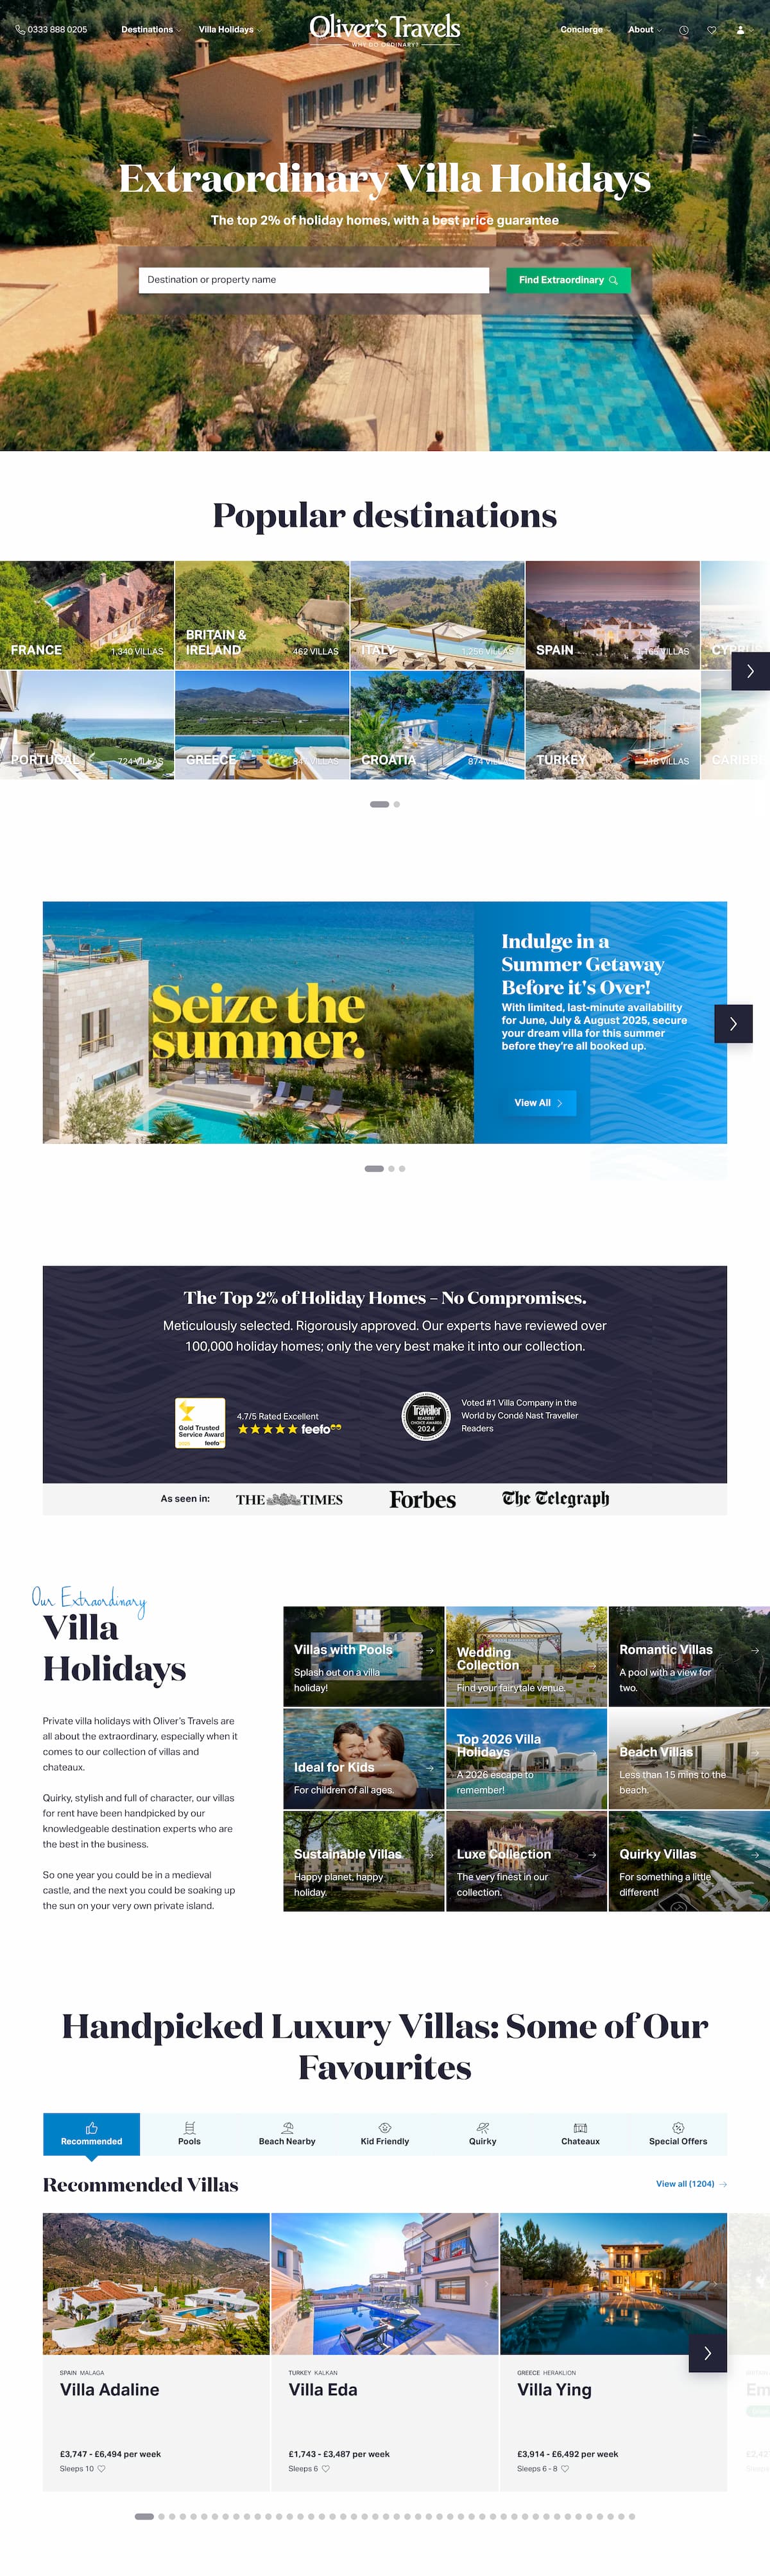 0333 888 0205
Destinations
Villa Holidays
Oliver's Travels
WHY DO ORDINARY?
Concierge
About
Extraordinary Villa Holidays
The top 2% of holiday homes, with a best price guarantee
Destination or property name
Find Extraordinary
Popular destinations
FRANCE
1,340 VILLAS
BRITAIN &
IRELAND
462 VILLAS
ITALY
1,256 VILLAS
SPAIN
VILLAS
PORTUGAL
724 VILLAS
GREECE
VILLAS
CROATIA
874 VILLAS
TURKEY
VILLAS
Seize the
summer.
Indulge in a
Summer Getaway
Before it's Over!
With limited, last-minute availability
for June, July & August 2025, secure
your dream villa for this summer
before they're all booked up.
View All
The Top 2% of Holiday Homes – No Compromises.
Meticulously selected. Rigorously approved. Our experts have reviewed over
100,000 holiday homes; only the very best make it into our collection.
Gold Trusted
Service Award
feefo
4.7/5 Rated Excellent
feefo
Traveller
READERS'
CHOICE AWARDS
2024
Voted #1 Villa Company in the
World by Condé Nast Traveller
Readers
As seen in:
THE TIMES
Forbes
The Telegraph
Our Extraordinary
Villa
Holidays
Private villa holidays with Oliver's Travels are
all about the extraordinary, especially when it
comes to our collection of villas and
chateaux.
Quirky, stylish and full of character, our villas
for rent have been handpicked by our
knowledgeable destination experts who are
the best in the business.
So one year you could be in a medieval
castle, and the next you could be soaking up
the sun on your very own private island.
Villas with Pools
Splash out on a villa
holiday!
Wedding
Collection
Find your fairytale venue.
Romantic Villas
A pool with a view for
two.
Ideal for Kids
For children of all ages.
Top 2026 Villa
Holidays
A 2026 escape to
remember!
Beach Villas
Less than 15 mins to the
beach.
Sustainable Villas
Happy planet, happy
holiday.
Luxe Collection
The very finest in our
collection.
Quirky Villas
For something a little
different!
Handpicked Luxury Villas: Some of Our
Favourites
Recommended
Pools
Beach Nearby
Kid Friendly
Quirky
Chateaux
Special Offers
Recommended Villas
View all (1204)
SPAIN MALAGA
Villa Adaline
£3,747 - £6,494 per week
Sleeps 10
TURKEY KALKAN
Villa Eda
£1,743 - £3,487 per week
Sleeps 6
GREECE HERAKLION
Villa Ying
£3,914 - £6,492 per week
Sleeps 6 - 8